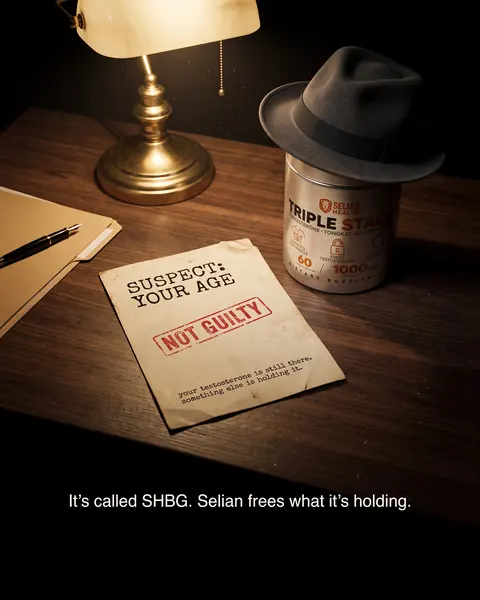 TRIPLE
60
1000
SUSPECT:
YOUR AGE
NOT GUILTY
your testosterone is still there.
something else is holding it.
It's called SHBG. Selian frees what it's holding.